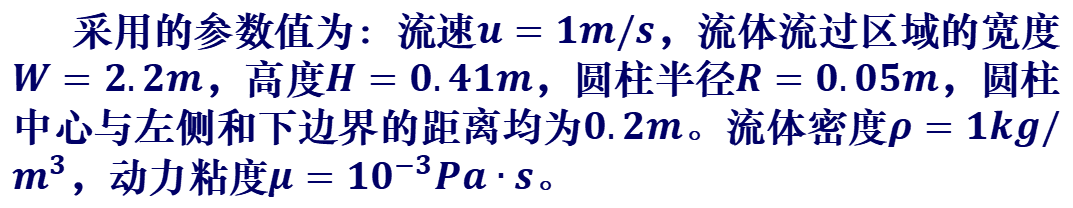 采用的参数值为：流速u = 1m/s，流体流过区域的宽度
W = 2.2m，高度H = 0.41m，圆柱半径R = 0.05m，圆柱
中心与左侧和下边界的距离均为0.2m。流体密度ρ = 1kg/
m³，动力粘度μ = 10⁻³Pa·s。